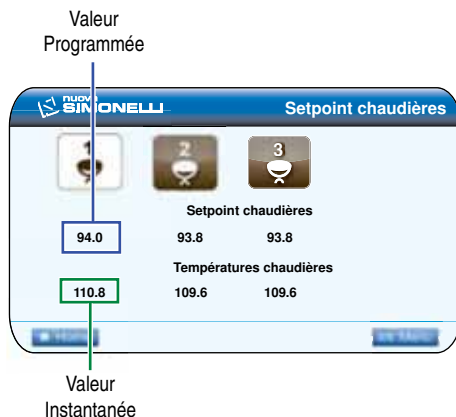 Valeur
Programmée
nuova
SIMONELLI
Setpoint chaudières
1 2 3
Setpoint chaudières
94.0 93.8 93.8
Températures chaudières
110.8 109.6 109.6
Valeur
Instantanée